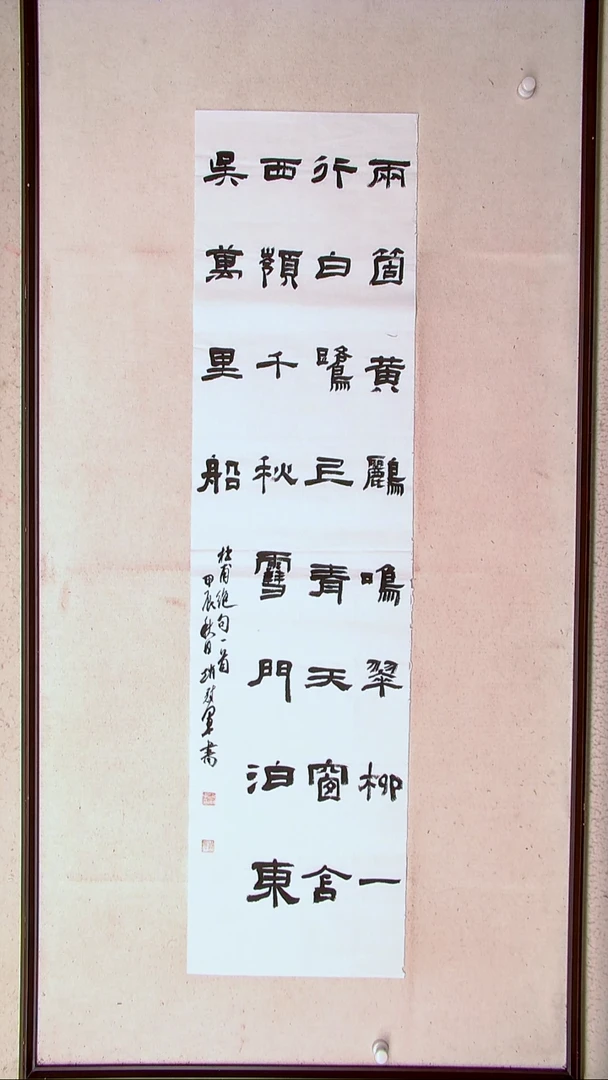 兩箇黃鸝鳴翠柳一
行白鷺上青天窗含
西嶺千秋雪門泊東
吳萬里船
杜甫絕句一首
甲辰秋日 書